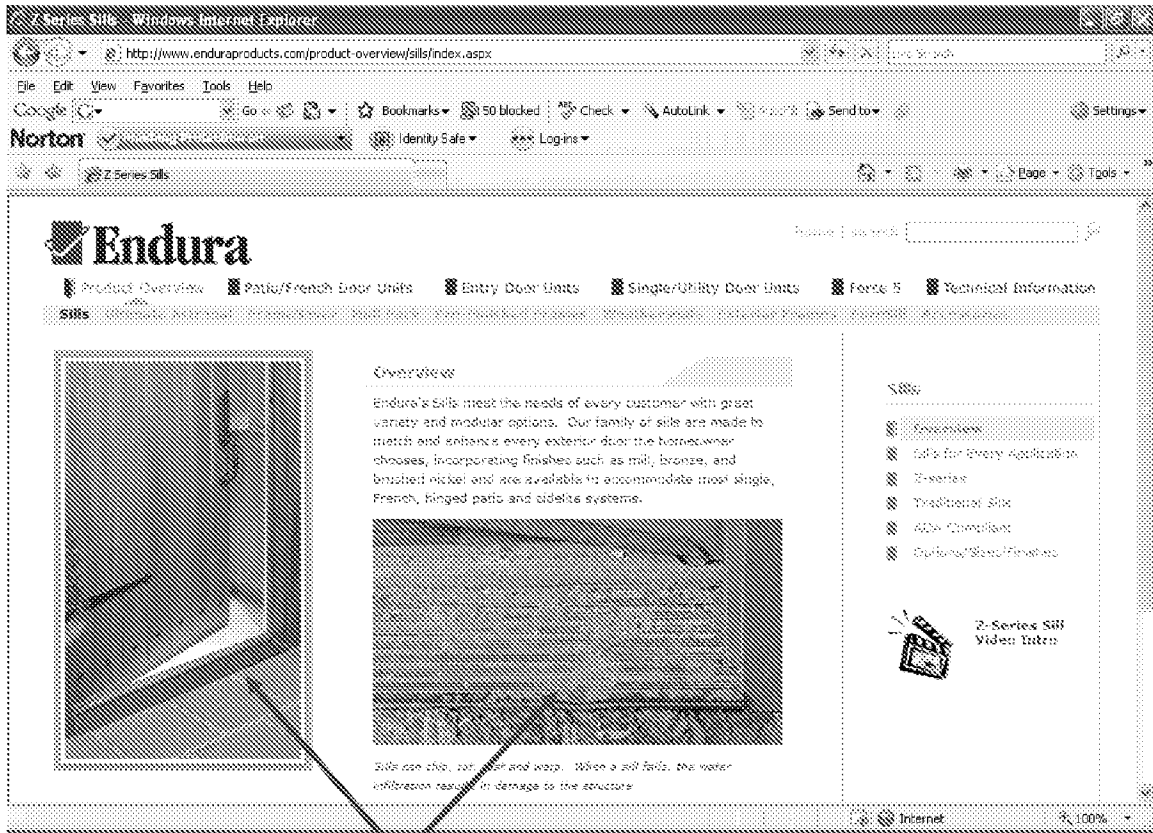 Z Series Sills - Windows Internet Explorer
http://www.enduraproducts.com/product-overview/sills/index.aspx
File Edit View Favorites Tools Help
Google Go Bookmarks 50 blocked Check AutoLink Send to Settings
Norton Identity Safe Log-ins
Z Series Sills Page Tools
Endura
home search
Product Overview Patio/French Door Units Entry Door Units Single/Utility Door Units Force 5 Technical Information
Sills
Overview
Endura's Sills meet the needs of every customer with great
variety and modular options. Our family of sills are made to
match and enhance every exterior door the homeowner
chooses, incorporating finishes such as mill, bronze, and
brushed nickel and are available to accommodate most single,
French, hinged patio and sidelite systems.
Sills can chip, rot, and warp. When a sill fails, the water
infiltration results in damage to the structure
Sills
Overview
Sills for Every Application
Z-series
Traditional Sills
ADA Compliant
Z-Series Sill
Video Intro
Internet 100%